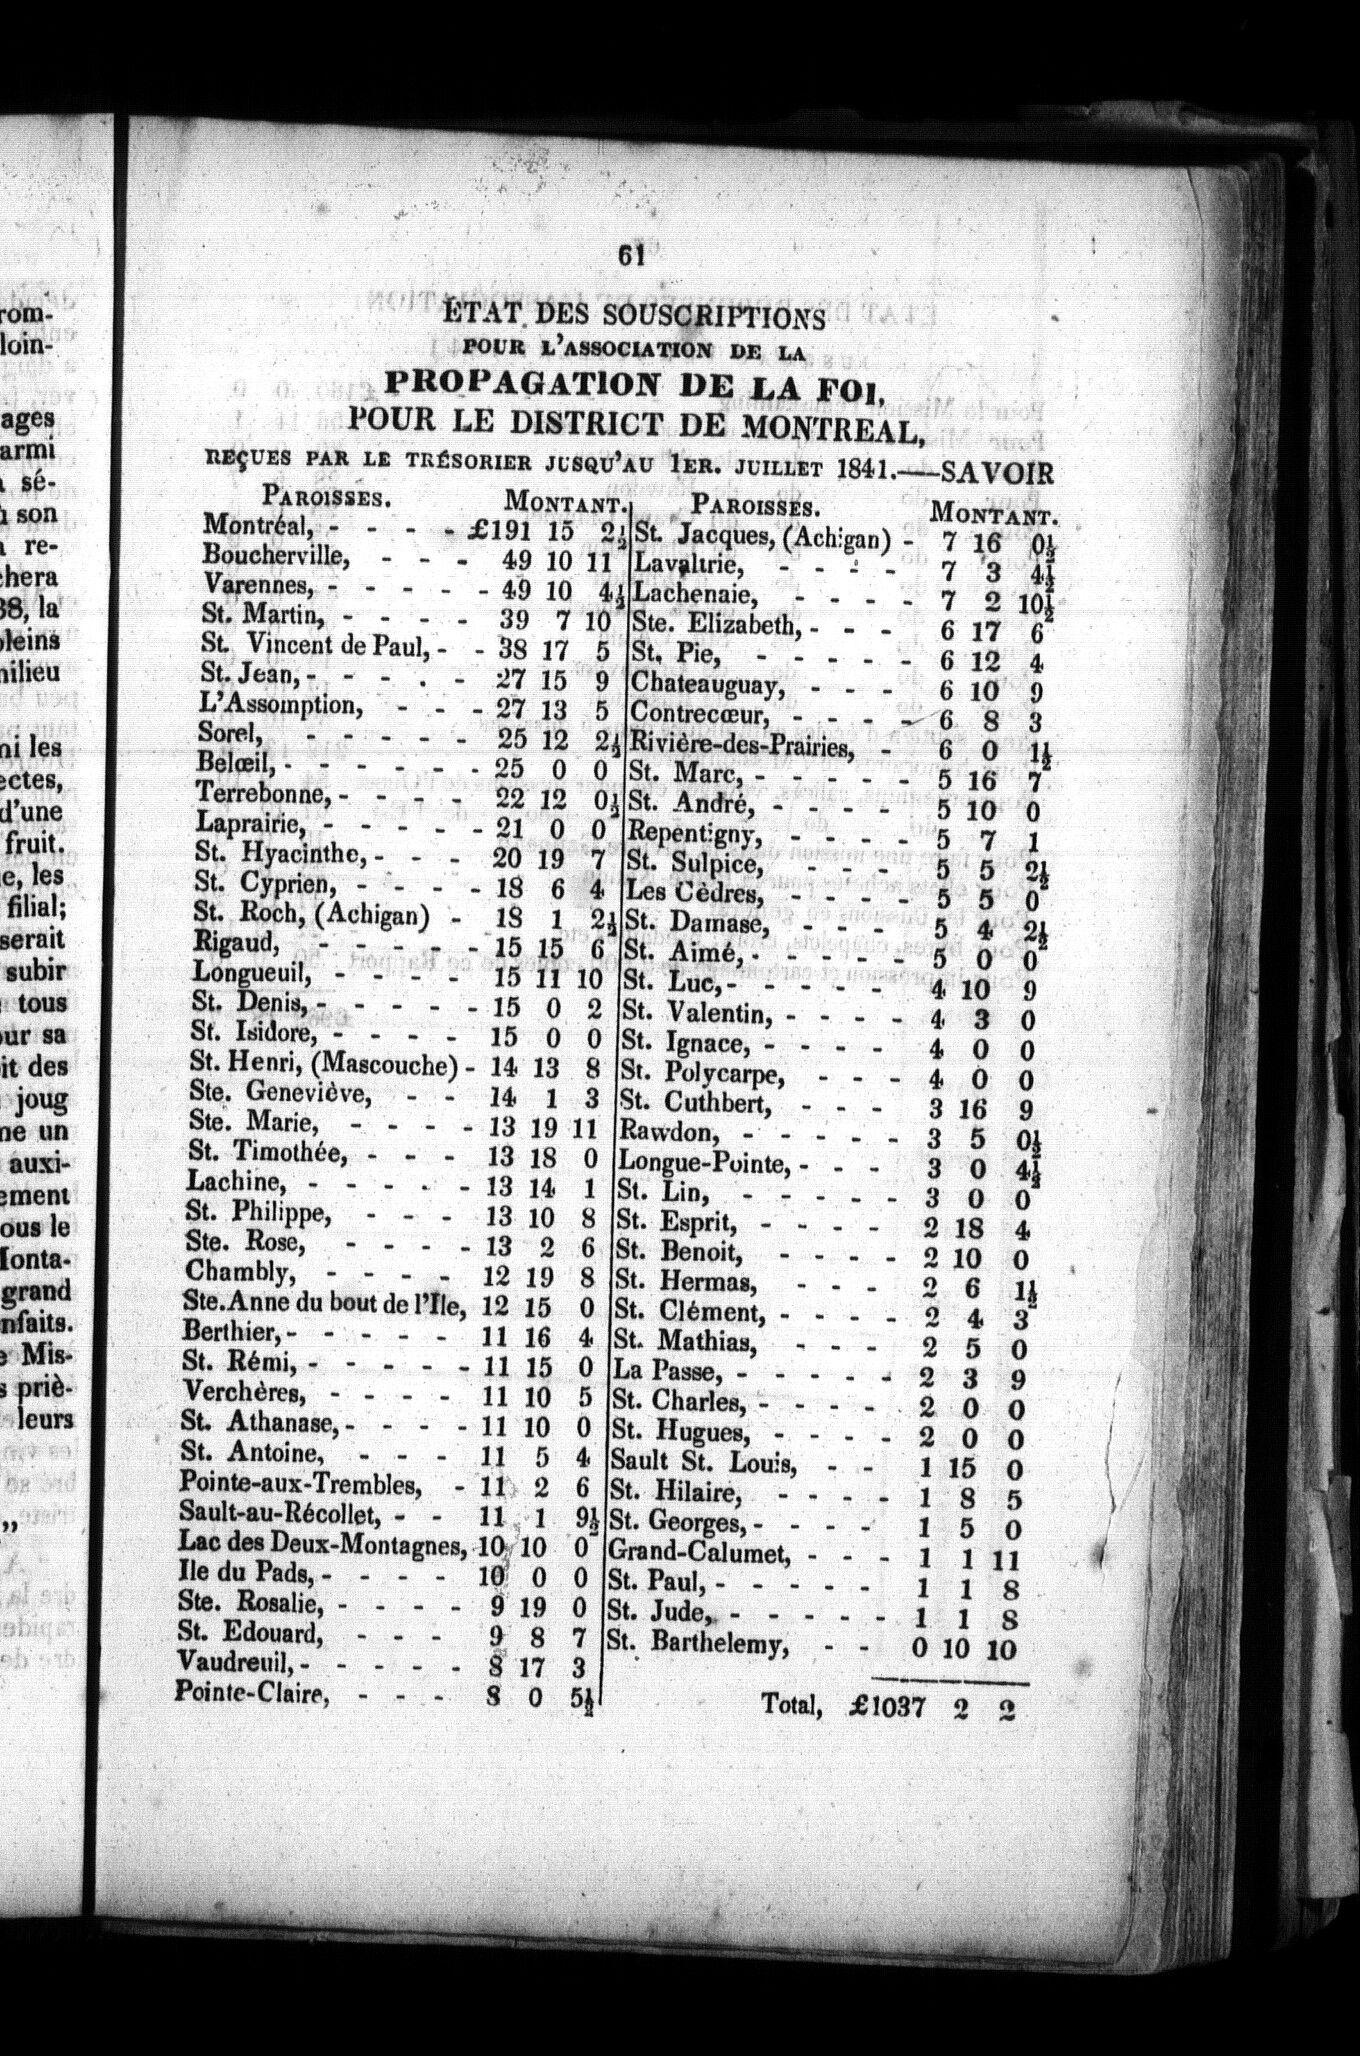 61
ETAT DES SOUSCRIPTIONS
POUR L'ASSOCIATION DE LA
PROPAGATION DE LA FOI,
POUR LE DISTRICT DE MONTREAL,
REÇUES PAR LE TRÉSORIER JUSQU'AU 1ER. JUILLET 1841.—SAVOIR
PAROISSES. MONTANT.
Montréal, - - - - £191 15 2½
Boucherville, - - - 49 10 11
Varennes, - - - - - 49 10 4½
St. Martin, - - - - 39 7 10
St. Vincent de Paul, - - 38 17 5
St. Jean, - - - - - 27 15 9
L'Assomption, - - - 27 13 5
Sorel, - - - - - 25 12 2½
Belœil, - - - - - - 25 0 0
Terrebonne, - - - - 22 12 0½
Laprairie, - - - - - 21 0 0
St. Hyacinthe, - - - 20 19 7
St. Cyprien, - - - - 18 6 4
St. Roch, (Achigan) - 18 1 2½
Rigaud, - - - - - 15 15 6
Longueuil, - - - - 15 11 10
St. Denis, - - - - - 15 0 2
St. Isidore, - - - - 15 0 0
St. Henri, (Mascouche) - 14 13 8
Ste. Geneviève, - - 14 1 3
Ste. Marie, - - - - 13 19 11
St. Timothée, - - - 13 18 0
Lachine, - - - - - 13 14 1
St. Philippe, - - - 13 10 8
Ste. Rose, - - - - 13 2 6
Chambly, - - - - 12 19 8
Ste. Anne du bout de l'Ile, 12 15 0
Berthier, - - - - - 11 16 4
St. Rémi, - - - - - 11 15 0
Verchères, - - - - 11 10 5
St. Athanase, - - - - 11 10 0
St. Antoine, - - - 11 5 4
Pointe-aux-Trembles, - 11 2 6
Sault-au-Récollet, - - 11 1 9½
Lac des Deux-Montagnes, 10 10 0
Ile du Pads, - - - - 10 0 0
Ste. Rosalie, - - - - 9 19 0
St. Edouard, - - - 9 8 7
Vaudreuil, - - - - - 8 17 3
Pointe-Claire, - - - 8 0 5½
PAROISSES. MONTANT.
St. Jacques, (Achigan) - 7 16 0½
Lavaltrie, - - - - 7 3 4½
Lachenaie, - - - - 7 2 10½
Ste. Elizabeth, - - - 6 17 6
St. Pie, - - - - - 6 12 4
Chateauguay, - - - 6 10 9
Contrecœur, - - - - 6 8 3
Rivière-des-Prairies, - 6 0 1½
St. Marc, - - - - - 5 16 7
St. André, - - - - 5 10 0
Repentigny, - - - - 5 7 1
St. Sulpice, - - - - 5 5 2½
Les Cèdres, - - - - 5 5 0
St. Damase, - - - - 5 4 2½
St. Aimé, - - - - - 5 0 0
St. Luc, - - - - - 4 10 9
St. Valentin, - - - - 4 3 0
St. Ignace, - - - - 4 0 0
St. Polycarpe, - - - 4 0 0
St. Cuthbert, - - - 3 16 9
Rawdon, - - - - - 3 5 0½
Longue-Pointe, - - - 3 0 4½
St. Lin, - - - - - 3 0 0
St. Esprit, - - - - 2 18 4
St. Benoit, - - - - 2 10 0
St. Hermas, - - - 2 6 1½
St. Clément, - - - - 2 4 3
St. Mathias, - - - 2 5 0
La Passe, - - - - - 2 3 9
St. Charles, - - - - 2 0 0
St. Hugues, - - - - 2 0 0
Sault St. Louis, - - 1 15 0
St. Hilaire, - - - - 1 8 5
St. Georges, - - - - 1 5 0
Grand-Calumet, - - - 1 1 11
St. Paul, - - - - - 1 1 8
St. Jude, - - - - - 1 1 8
St. Barthelemy, - - 0 10 10
Total, £1037 2 2